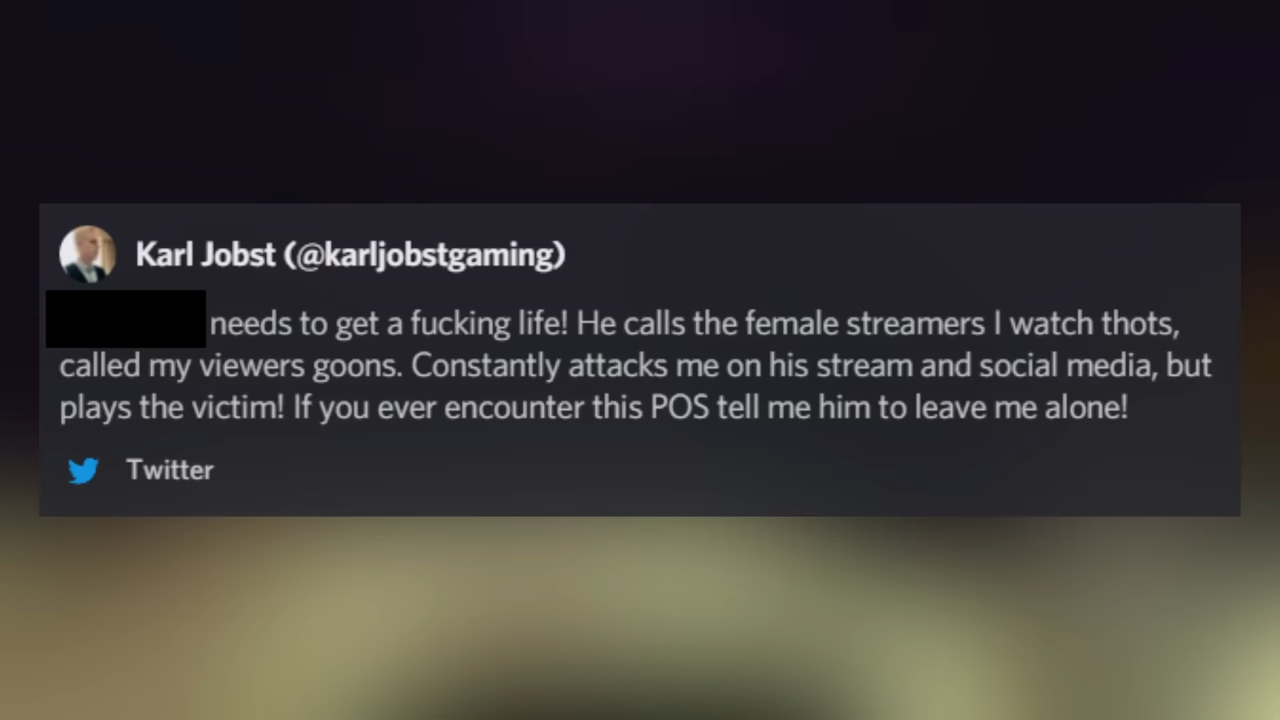 Karl Jobst (@karljobstgaming)
needs to get a fucking life! He calls the female streamers I watch thots,
called my viewers goons. Constantly attacks me on his stream and social media, but
plays the victim! If you ever encounter this POS tell me him to leave me alone!
Twitter